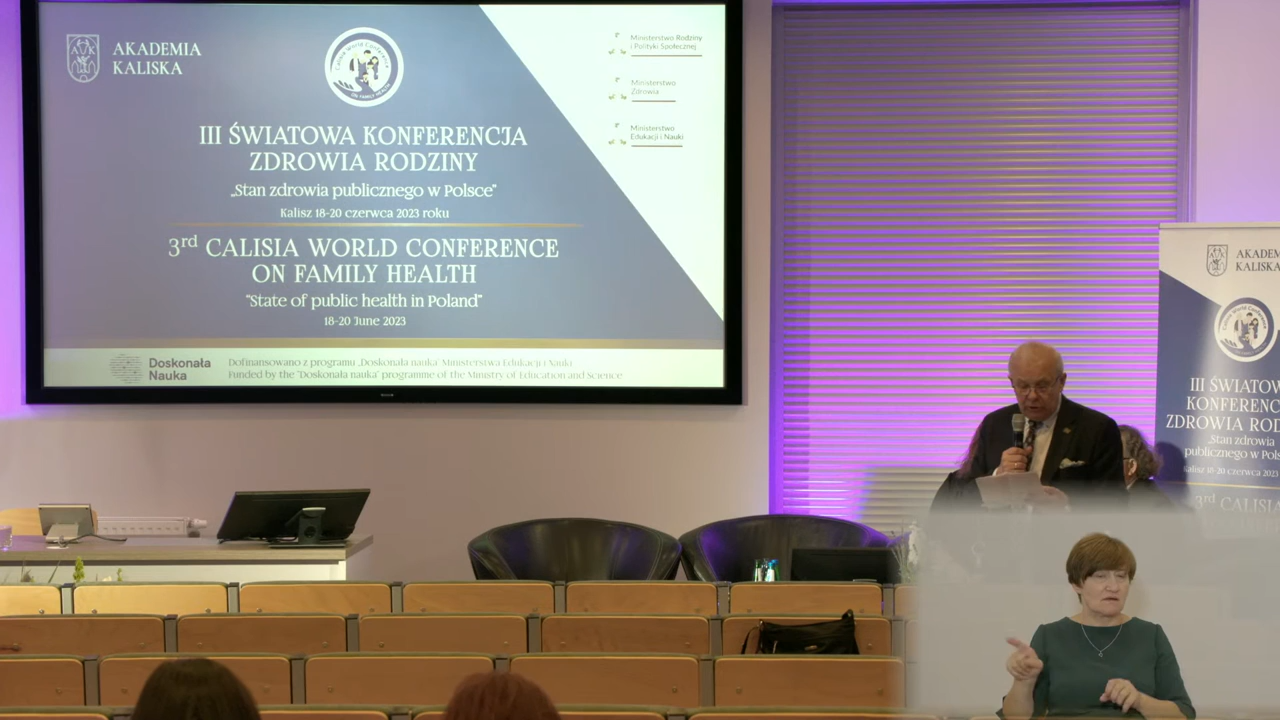 AKADEMIA
KALISKA
Ministerstwo Rodziny
i Polityki Społecznej
Ministerstwo
Zdrowia
Ministerstwo
Edukacji i Nauki
III ŚWIATOWA KONFERENCJA
ZDROWIA RODZINY
„Stan zdrowia publicznego w Polsce”
Kalisz 18-20 czerwca 2023 roku
3rd CALISIA WORLD CONFERENCE
ON FAMILY HEALTH
“State of public health in Poland”
18-20 June 2023
Doskonała
Nauka
Dofinansowano z programu „Doskonała nauka” Ministerstwa Edukacji i Nauki
Funded by the "Doskonała nauka" programme of the Ministry of Education and Science
AKADEM
KALISKA
III ŚWIATOW
KONFERENC
ZDROWIA ROD
„Stan zdrowia
publicznego w Pols
Kalisz 18-20 czerwca 2023
3rd CALIS